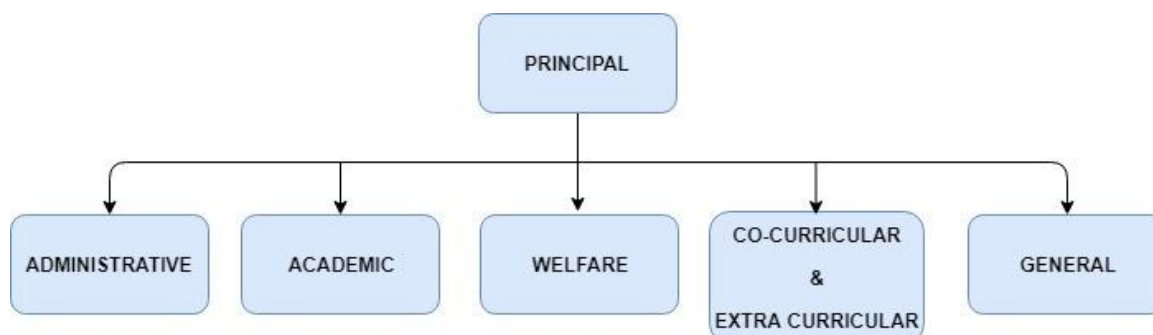 PRINCIPAL
ADMINISTRATIVE
ACADEMIC
WELFARE
CO-CURRICULAR
&
EXTRA CURRICULAR
GENERAL